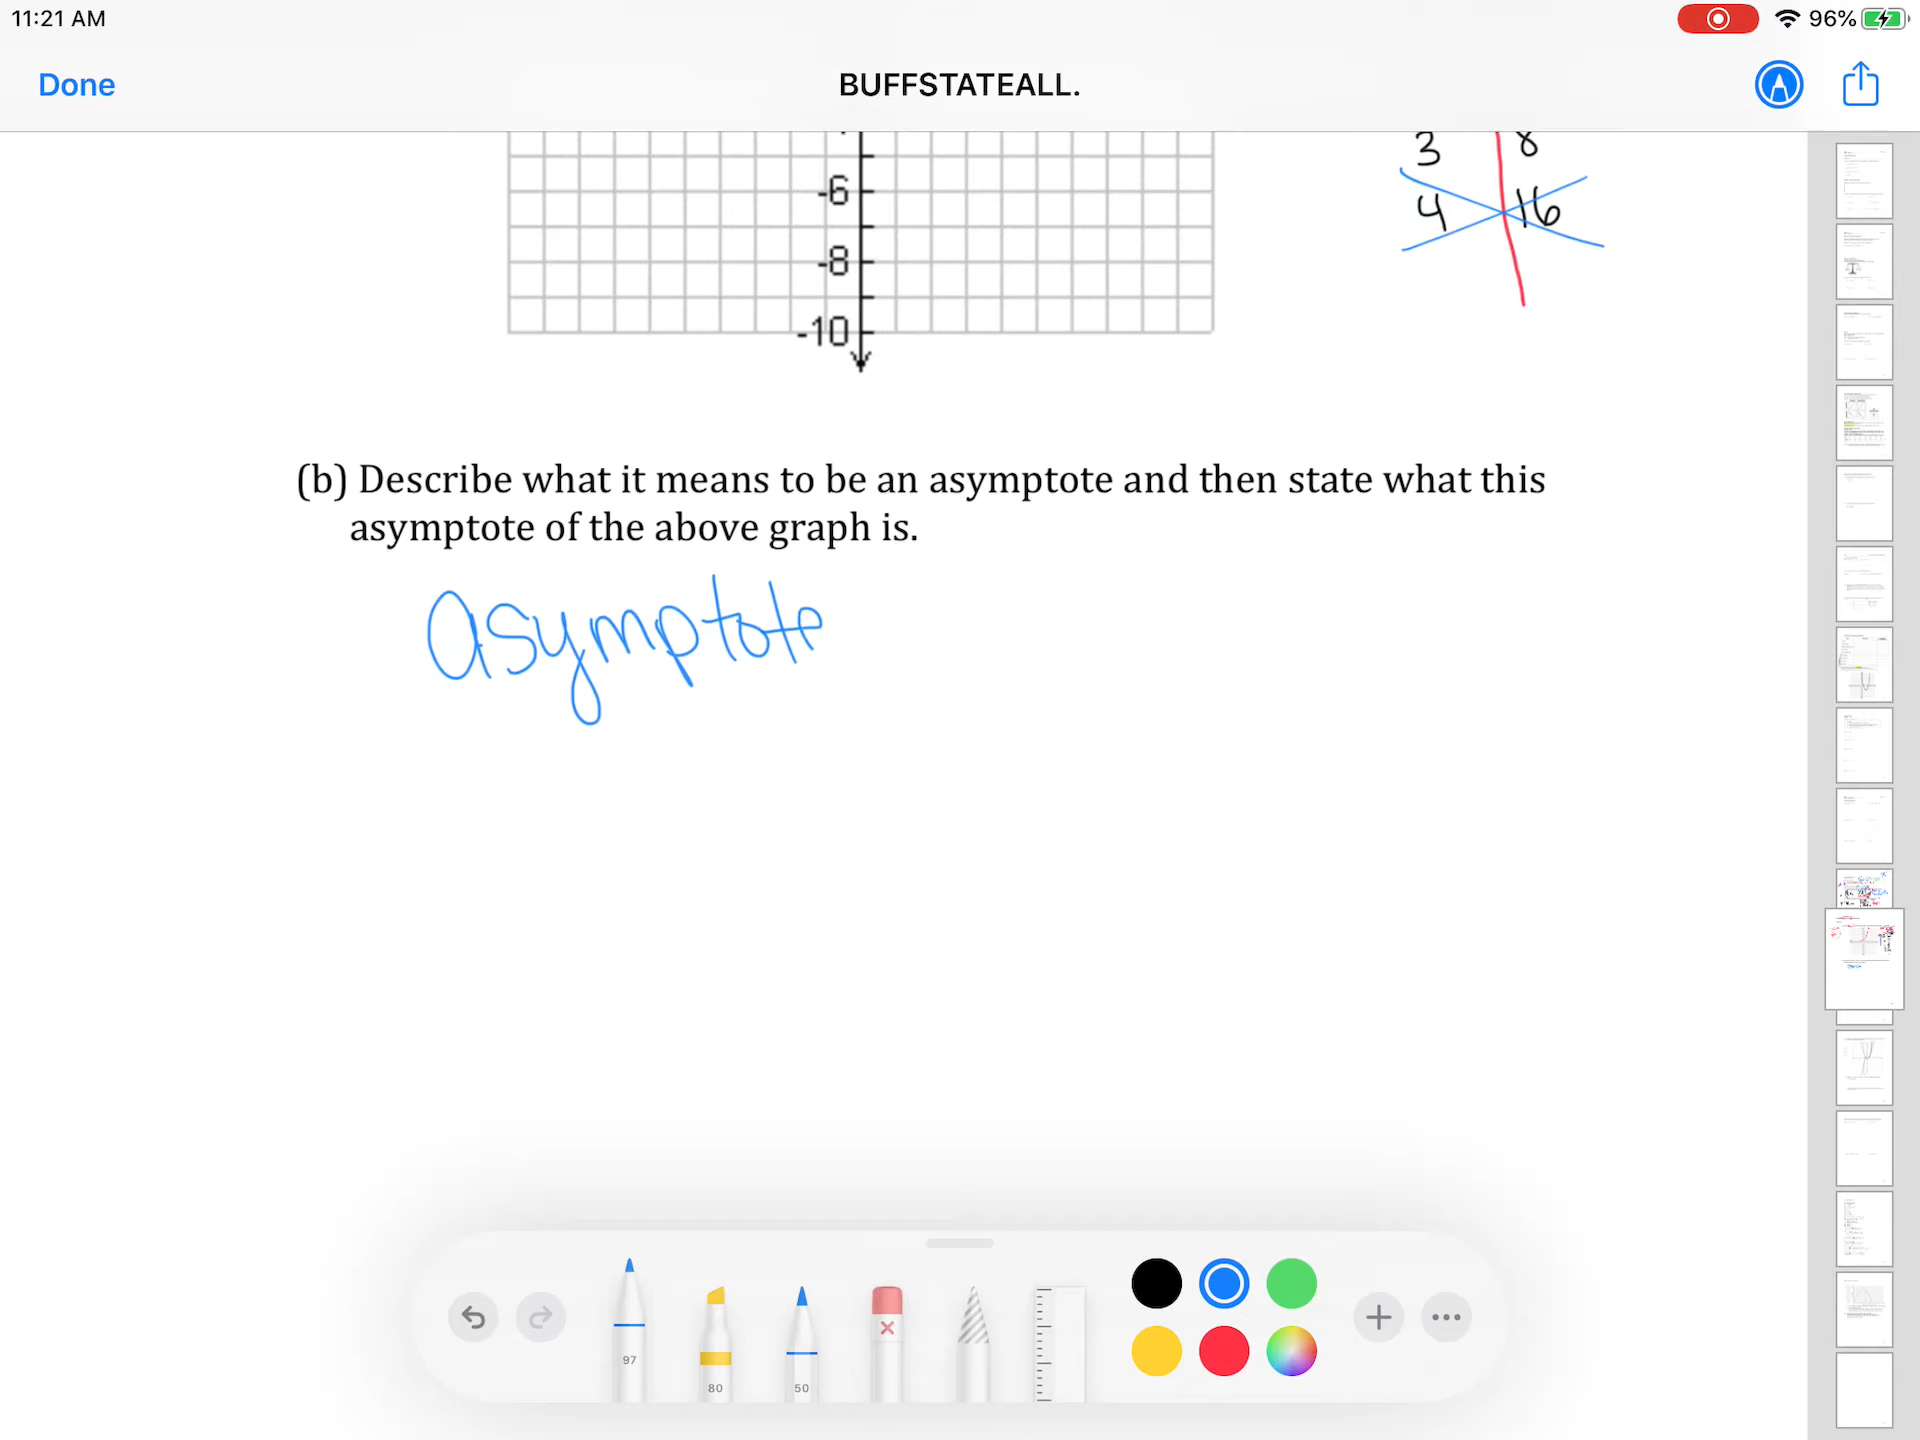 11:21 AM
96%
Done
BUFFSTATEALL.
3 8
-6
4 16
-8
-10
(b) Describe what it means to be an asymptote and then state what this
asymptote of the above graph is.
asymptote
97
80
50